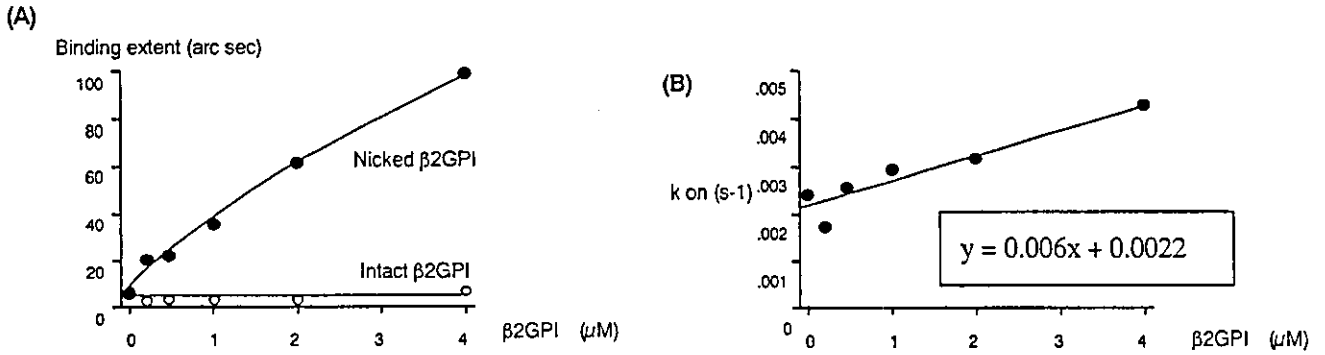 (A)
Binding extent (arc sec)
100
80
60
40
20
0
Nicked β2GPI
Intact β2GPI
0 1 2 3 4
β2GPI (µM)
(B)
.005
.004
.003
.002
.001
0
k on (s-1)
y = 0.006x + 0.0022
0 1 2 4
β2GPI (µM)